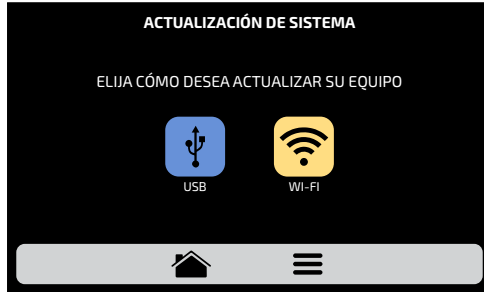 ACTUALIZACIÓN DE SISTEMA
ELIJA CÓMO DESEA ACTUALIZAR SU EQUIPO
USB
WI-FI